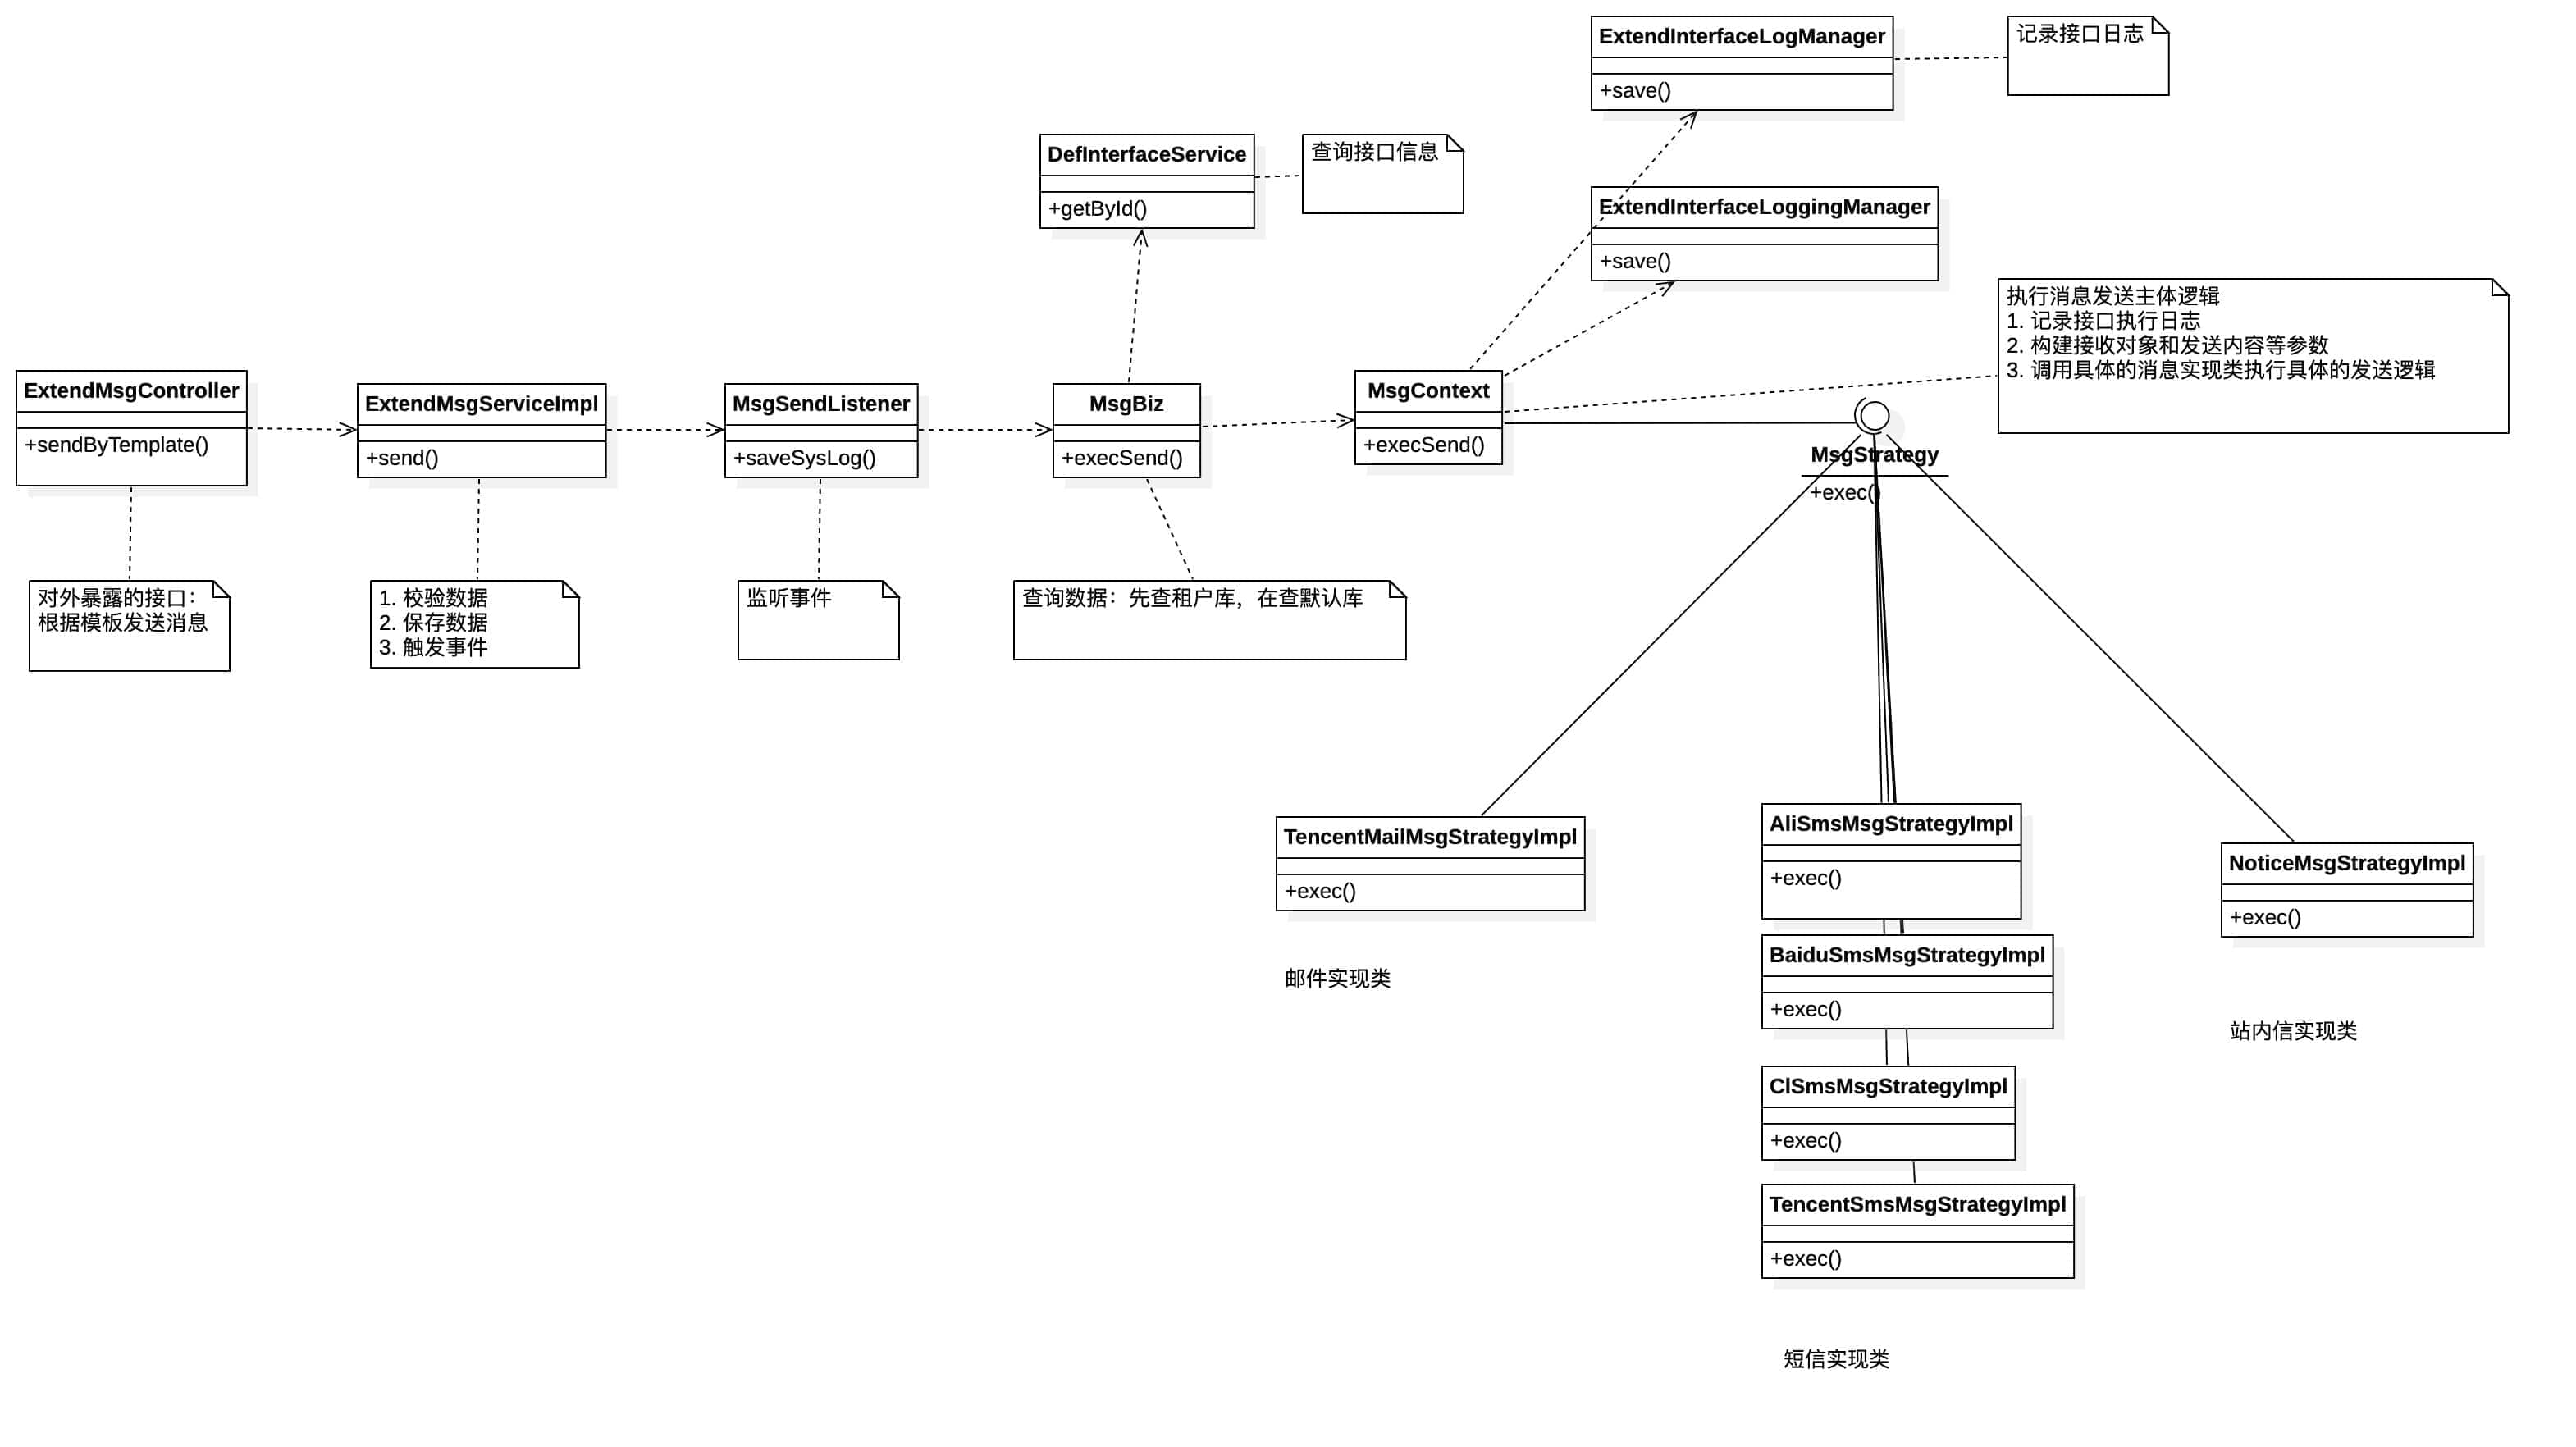 ExtendInterfaceLogManager
+save()
记录接口日志
DefInterfaceService
+getById()
查询接口信息
ExtendInterfaceLoggingManager
+save()
执行消息发送主体逻辑
1. 记录接口执行日志
2. 构建接收对象和发送内容等参数
3. 调用具体的消息实现类执行具体的发送逻辑
ExtendMsgController
+sendByTemplate()
ExtendMsgServiceImpl
+send()
MsgSendListener
+saveSysLog()
MsgBiz
+execSend()
MsgContext
+execSend()
MsgStrategy
+exec()
对外暴露的接口：
根据模板发送消息
1. 校验数据
2. 保存数据
3. 触发事件
监听事件
查询数据：先查租户库，在查默认库
TencentMailMsgStrategyImpl
+exec()
邮件实现类
AliSmsMsgStrategyImpl
+exec()
BaiduSmsMsgStrategyImpl
+exec()
ClSmsMsgStrategyImpl
+exec()
TencentSmsMsgStrategyImpl
+exec()
短信实现类
NoticeMsgStrategyImpl
+exec()
站内信实现类